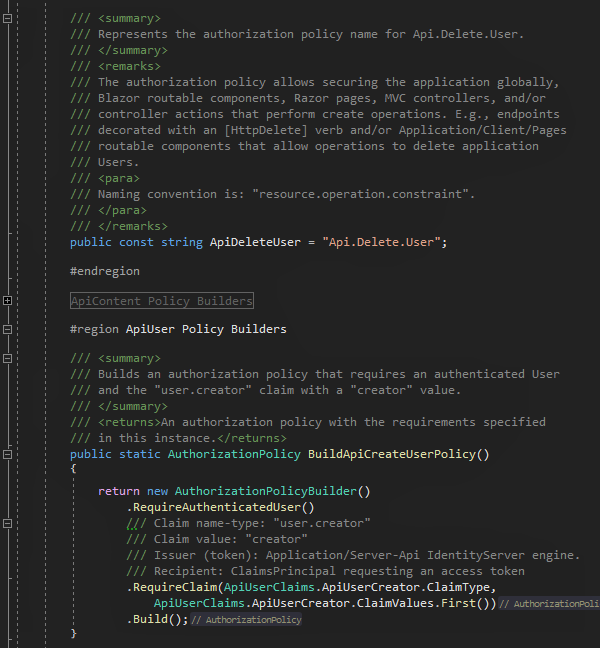 /// <summary>
/// Represents the authorization policy name for Api.Delete.User.
/// </summary>
/// <remarks>
/// The authorization policy allows securing the application globally,
/// Blazor routable components, Razor pages, MVC controllers, and/or
/// controller actions that perform create operations. E.g., endpoints
/// decorated with an [HttpDelete] verb and/or Application/Client/Pages
/// routable components that allow operations to delete application
/// Users.
/// <para>
/// Naming convention is: "resource.operation.constraint".
/// </para>
/// </remarks>
public const string ApiDeleteUser = "Api.Delete.User";
#endregion
ApiContent Policy Builders
#region ApiUser Policy Builders
/// <summary>
/// Builds an authorization policy that requires an authenticated User
/// and the "user.creator" claim with a "creator" value.
/// </summary>
/// <returns>An authorization policy with the requirements specified
/// in this instance.</returns>
public static AuthorizationPolicy BuildApiCreateUserPolicy()
{
return new AuthorizationPolicyBuilder()
.RequireAuthenticatedUser()
/// Claim name-type: "user.creator"
/// Claim value: "creator"
/// Issuer (token): Application/Server-Api IdentityServer engine.
/// Recipient: ClaimsPrincipal requesting an access token
.RequireClaim(ApiUserClaims.ApiUserCreator.ClaimType,
ApiUserClaims.ApiUserCreator.ClaimValues.First()) // AuthorizationPoli
.Build(); // AuthorizationPolicy
}